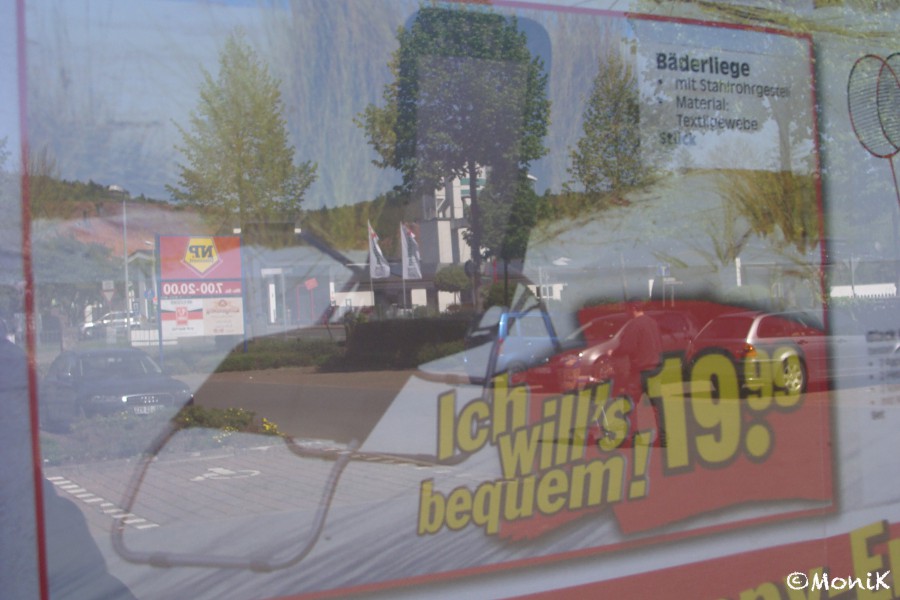 Bäderliege
• mit Stahlrohrgestell
• Material:
Textilgewebe
Stück
NP
7.00-20.00
Ich
will's
bequem!
19.99
©MoniK